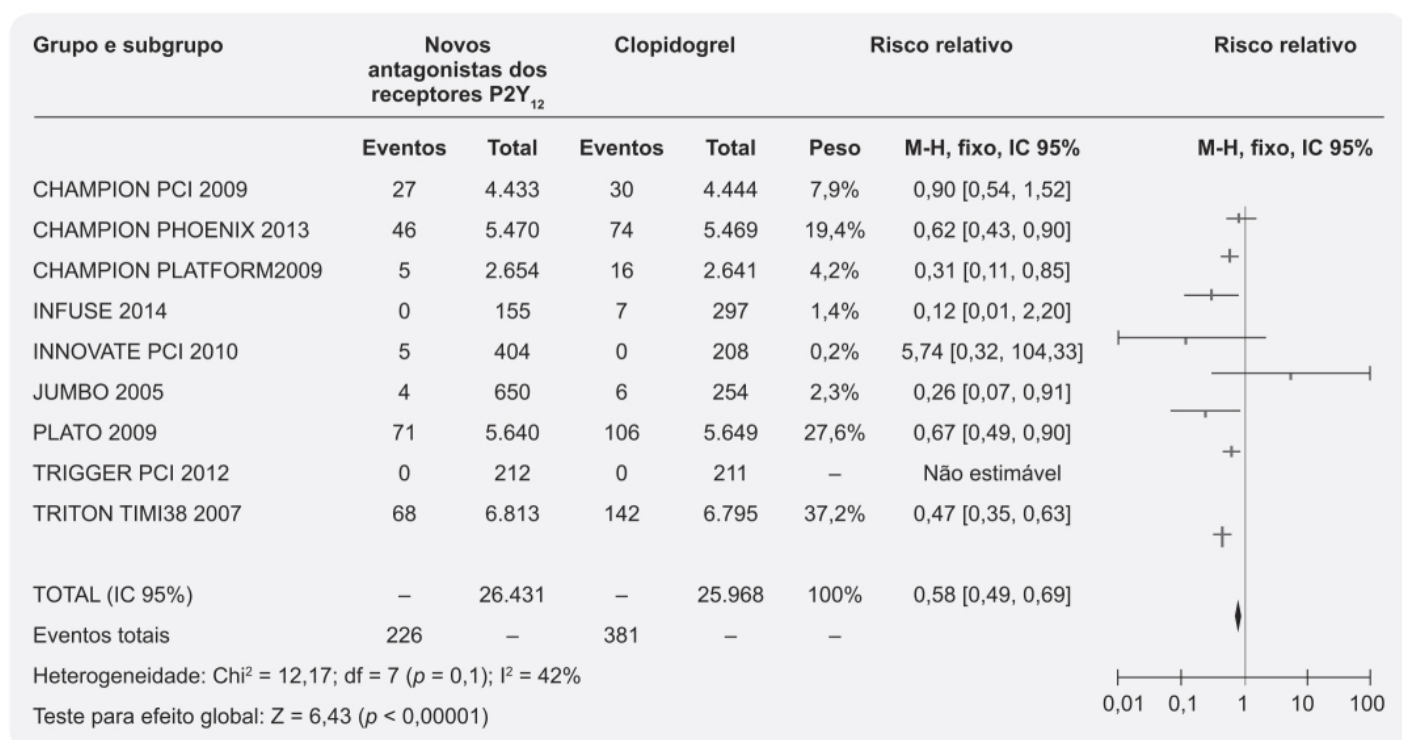 Grupo e subgrupo Novos antagonistas dos receptores P2Y₁₂ Clopidogrel Risco relativo Risco relativo
Eventos Total Eventos Total Peso M-H, fixo, IC 95% M-H, fixo, IC 95%
CHAMPION PCI 2009 27 4.433 30 4.444 7,9% 0,90 [0,54, 1,52]
CHAMPION PHOENIX 2013 46 5.470 74 5.469 19,4% 0,62 [0,43, 0,90]
CHAMPION PLATFORM2009 5 2.654 16 2.641 4,2% 0,31 [0,11, 0,85]
INFUSE 2014 0 155 7 297 1,4% 0,12 [0,01, 2,20]
INNOVATE PCI 2010 5 404 0 208 0,2% 5,74 [0,32, 104,33]
JUMBO 2005 4 650 6 254 2,3% 0,26 [0,07, 0,91]
PLATO 2009 71 5.640 106 5.649 27,6% 0,67 [0,49, 0,90]
TRIGGER PCI 2012 0 212 0 211 – Não estimável
TRITON TIMI38 2007 68 6.813 142 6.795 37,2% 0,47 [0,35, 0,63]
TOTAL (IC 95%) – 26.431 – 25.968 100% 0,58 [0,49, 0,69]
Eventos totais 226 – 381 – –
Heterogeneidade: Chi² = 12,17; df = 7 (p = 0,1); I² = 42%
Teste para efeito global: Z = 6,43 (p < 0,00001)
0,01 0,1 1 10 100